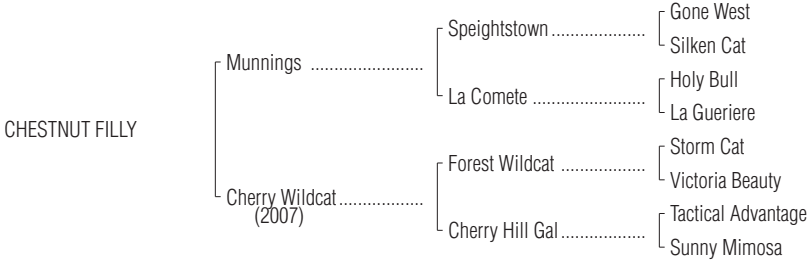 Gone West
Speightstown ......................
Silken Cat
Munnings ..........................
Holy Bull
La Comete ..........................
La Gueriere
CHESTNUT FILLY
Storm Cat
Forest Wildcat ....................
Victoria Beauty
Cherry Wildcat....................
(2007)
Tactical Advantage
Cherry Hill Gal....................
Sunny Mimosa